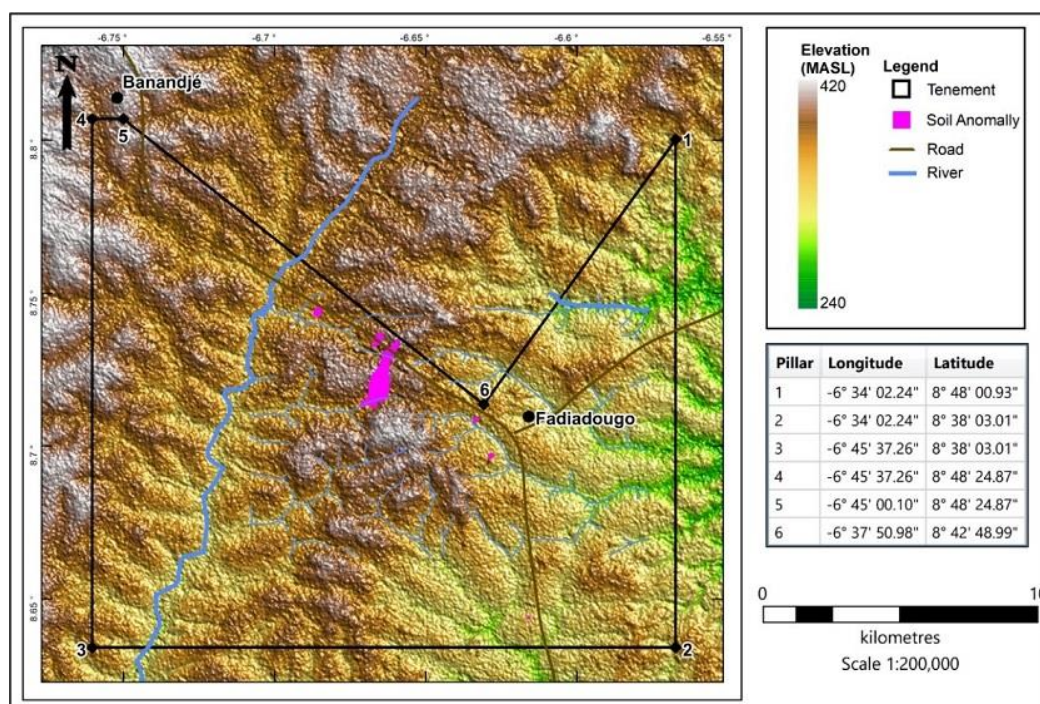 -6.75 ° -6.7 ° -6.65 ° -6.6 ° -6.55 °
8.8 °
8.75 °
8.7 °
8.65 °
N
Banandjé
4 5
1
6
Fadiadougo
3 2
Elevation
(MASL)
420
240
Legend
Tenement
Soil Anomally
Road
River
Pillar Longitude Latitude
1 -6° 34' 02.24" 8° 48' 00.93"
2 -6° 34' 02.24" 8° 38' 03.01"
3 -6° 45' 37.26" 8° 38' 03.01"
4 -6° 45' 37.26" 8° 48' 24.87"
5 -6° 45' 00.10" 8° 48' 24.87"
6 -6° 37' 50.98" 8° 42' 48.99"
0 10
kilometres
Scale 1:200,000